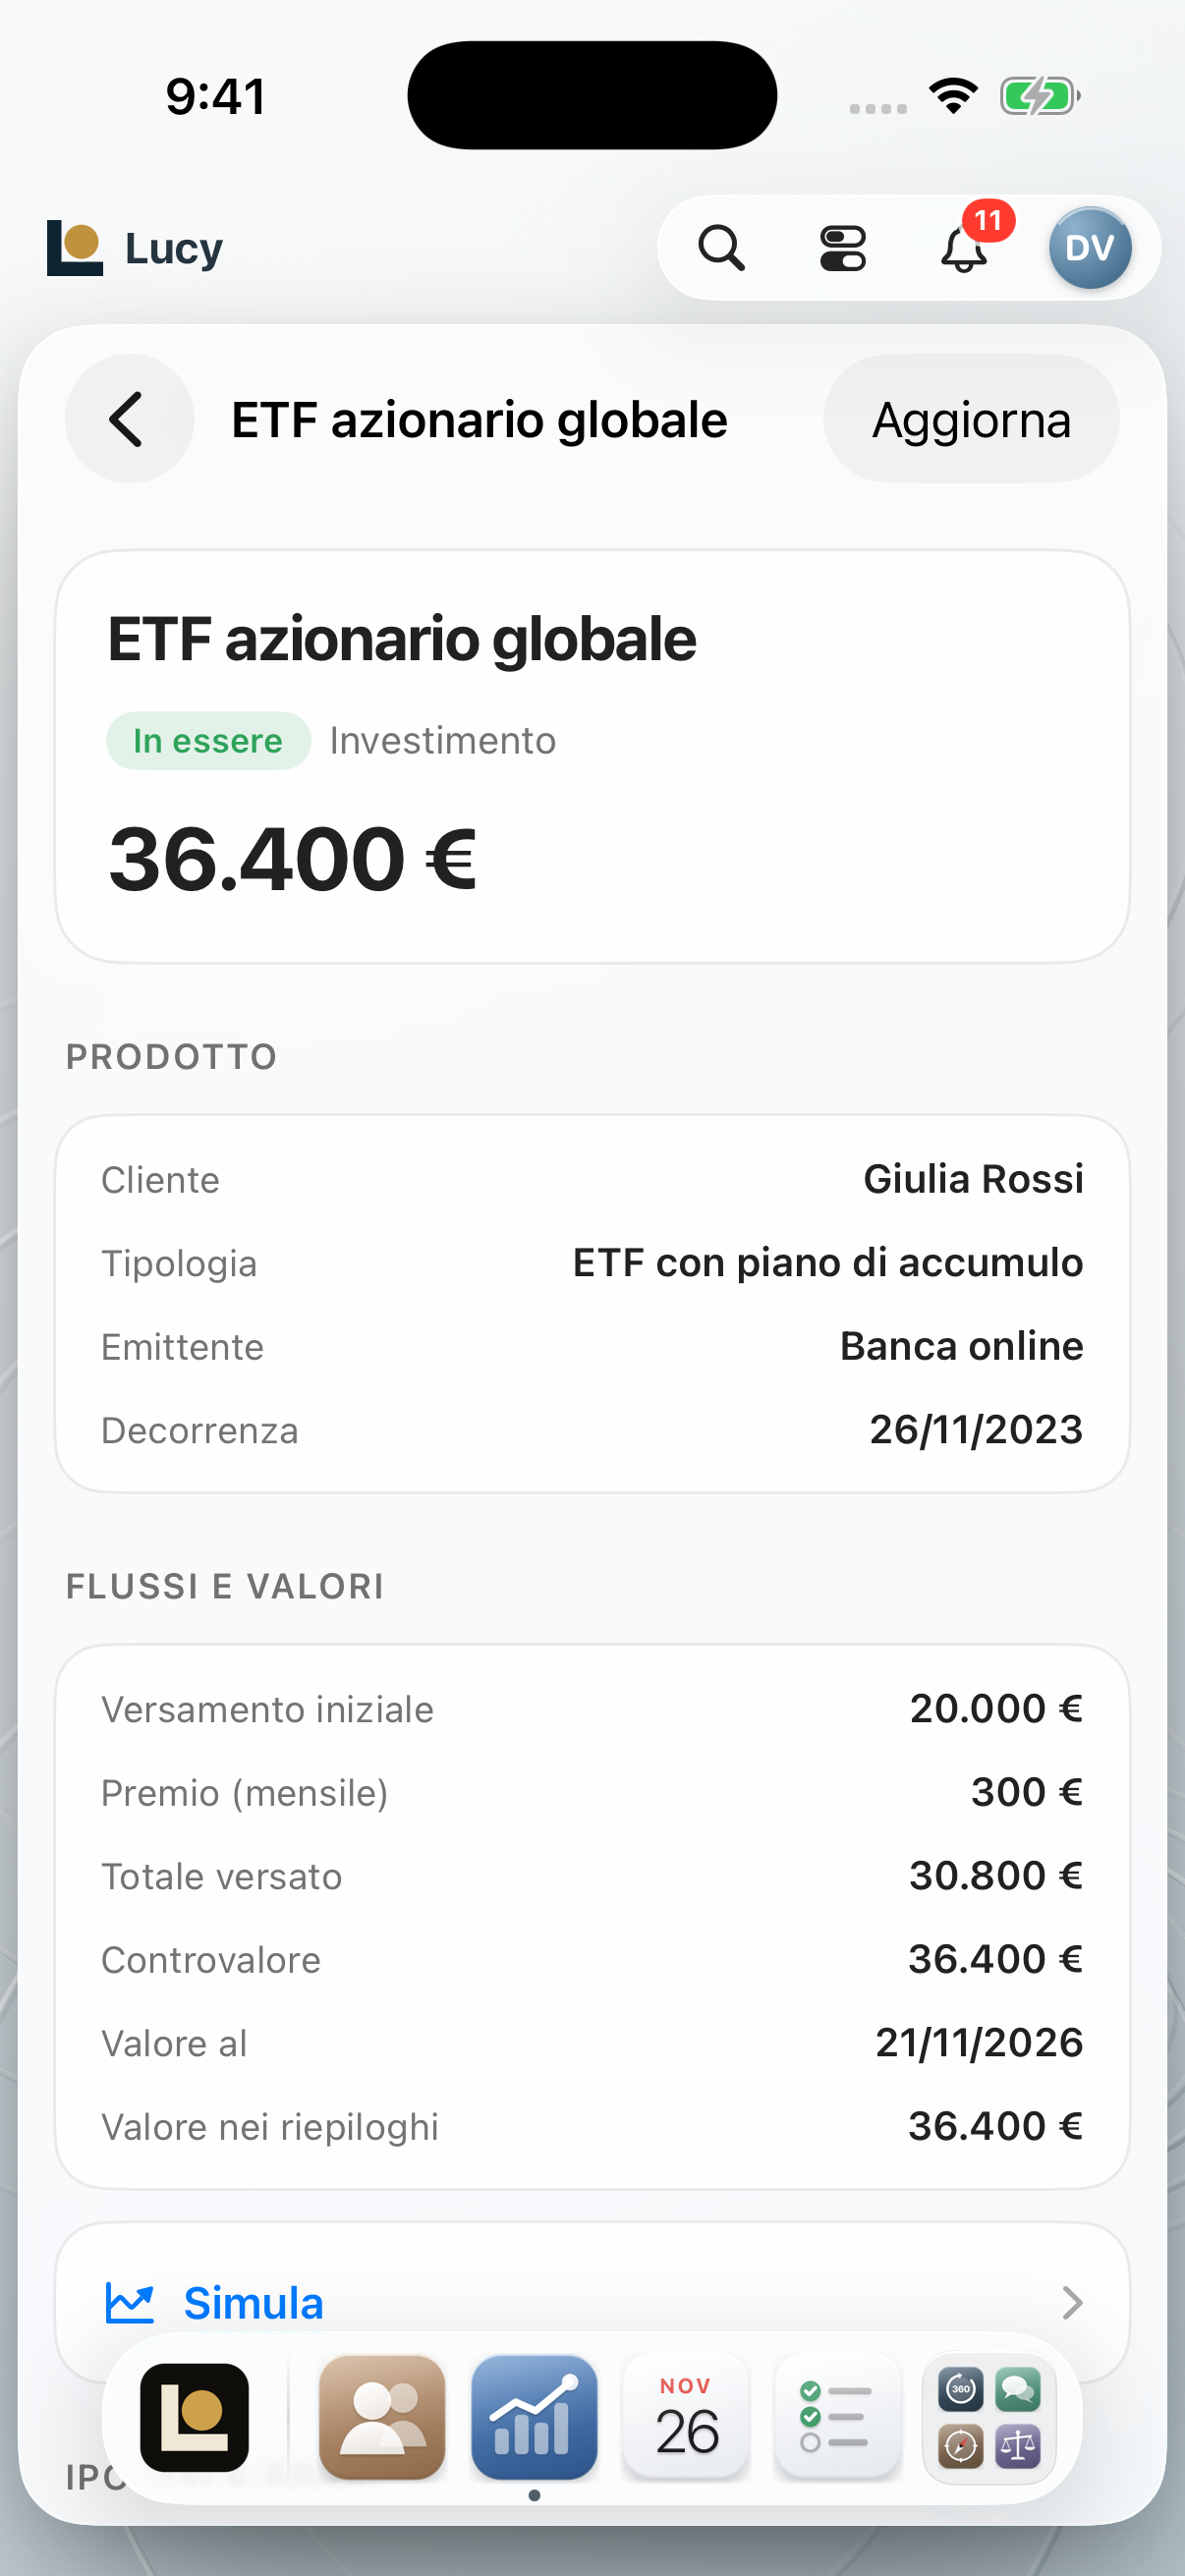 9:41
Lucy
11
DV
ETF azionario globale
Aggiorna
ETF azionario globale
In essere Investimento
36.400 €
PRODOTTO
Cliente Giulia Rossi
Tipologia ETF con piano di accumulo
Emittente Banca online
Decorrenza 26/11/2023
FLUSSI E VALORI
Versamento iniziale 20.000 €
Premio (mensile) 300 €
Totale versato 30.800 €
Controvalore 36.400 €
Valore al 21/11/2026
Valore nei riepiloghi 36.400 €
Simula
NOV
26
360